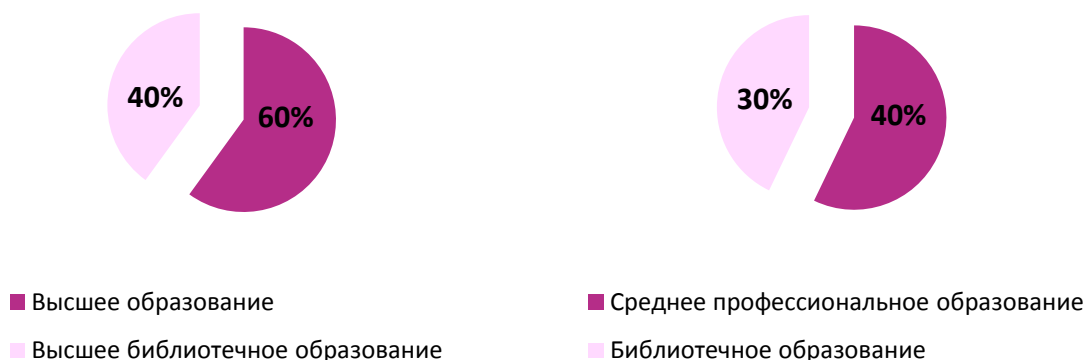 40%
60%
Высшее образование
Высшее библиотечное образование
30%
40%
Среднее профессиональное образование
Библиотечное образование